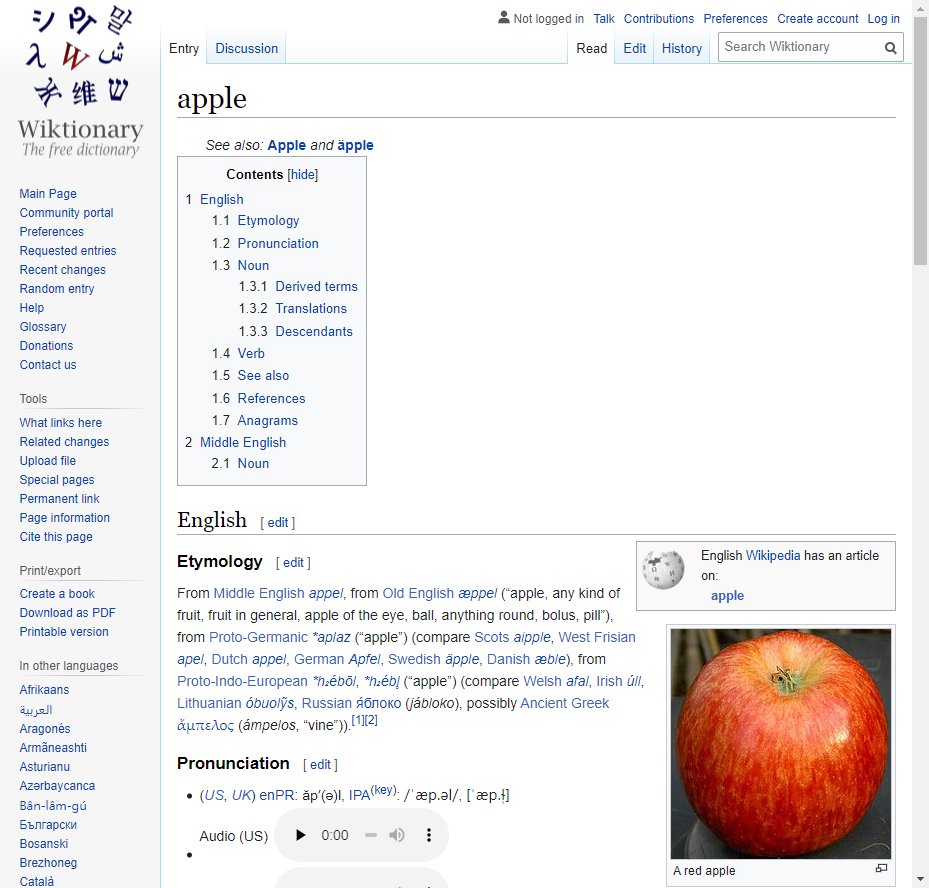 Not logged in Talk Contributions Preferences Create account Log in
Entry Discussion Read Edit History Search Wiktionary
シ 말
λ W ش
维 ש
Wiktionary
The free dictionary
Main Page
Community portal
Preferences
Requested entries
Recent changes
Random entry
Help
Glossary
Donations
Contact us
Tools
What links here
Related changes
Upload file
Special pages
Permanent link
Page information
Cite this page
Print/export
Create a book
Download as PDF
Printable version
In other languages
Afrikaans
العربية
Aragonés
Armãneashti
Asturianu
Azərbaycanca
Bân-lâm-gú
Български
Bosanski
Brezhoneg
Català
apple
See also: Apple and äpple
Contents [hide]
1 English
1.1 Etymology
1.2 Pronunciation
1.3 Noun
1.3.1 Derived terms
1.3.2 Translations
1.3.3 Descendants
1.4 Verb
1.5 See also
1.6 References
1.7 Anagrams
2 Middle English
2.1 Noun
English [ edit ]
English Wikipedia has an article
on:
apple
Etymology [ edit ]
From Middle English appel, from Old English æppel (“apple, any kind of
fruit, fruit in general, apple of the eye, ball, anything round, bolus, pill”),
from Proto-Germanic *aplaz (“apple”) (compare Scots aipple, West Frisian
apel, Dutch appel, German Apfel, Swedish äpple, Danish æble), from
Proto-Indo-European *h₂ébōl, *h₂ébl̥ (“apple”) (compare Welsh afal, Irish úll,
Lithuanian óbuolỹs, Russian я́блоко (jábloko), possibly Ancient Greek
ἄμπελος (ámpelos, “vine”)).[1][2]
A red apple
Pronunciation [ edit ]
(US, UK) enPR: ăp′(ə)l, IPA(key): /ˈæp.əl/, [ˈæp.ɫ̩]
Audio (US) 0:00